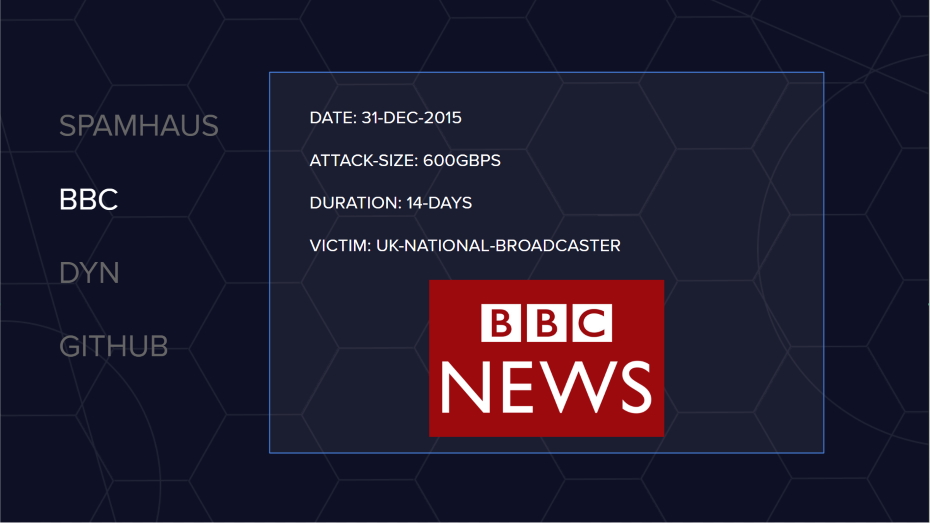 SPAMHAUS
BBC
DYN
GITHUB
DATE: 31-DEC-2015
ATTACK-SIZE: 600GBPS
DURATION: 14-DAYS
VICTIM: UK-NATIONAL-BROADCASTER
BBC
NEWS